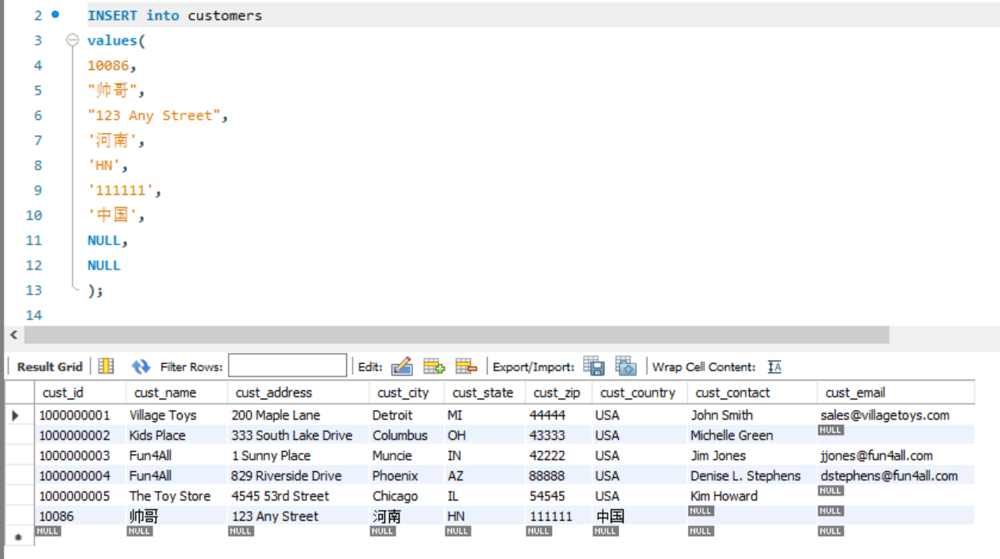 2 INSERT into customers
3 values(
4 10086,
5 "帅哥",
6 "123 Any Street",
7 '河南',
8 'HN',
9 '111111',
10 '中国',
11 NULL,
12 NULL
13 );
14
Result Grid Filter Rows: Edit: Export/Import: Wrap Cell Content: IA
cust_id cust_name cust_address cust_city cust_state cust_zip cust_country cust_contact cust_email
1000000001 Village Toys 200 Maple Lane Detroit MI 44444 USA John Smith sales@villagetoys.com
1000000002 Kids Place 333 South Lake Drive Columbus OH 43333 USA Michelle Green NULL
1000000003 Fun4All 1 Sunny Place Muncie IN 42222 USA Jim Jones jjones@fun4all.com
1000000004 Fun4All 829 Riverside Drive Phoenix AZ 88888 USA Denise L. Stephens dstephens@fun4all.com
1000000005 The Toy Store 4545 53rd Street Chicago IL 54545 USA Kim Howard NULL
10086 帅哥 123 Any Street 河南 HN 111111 中国 NULL NULL
NULL NULL NULL NULL NULL NULL NULL NULL NULL